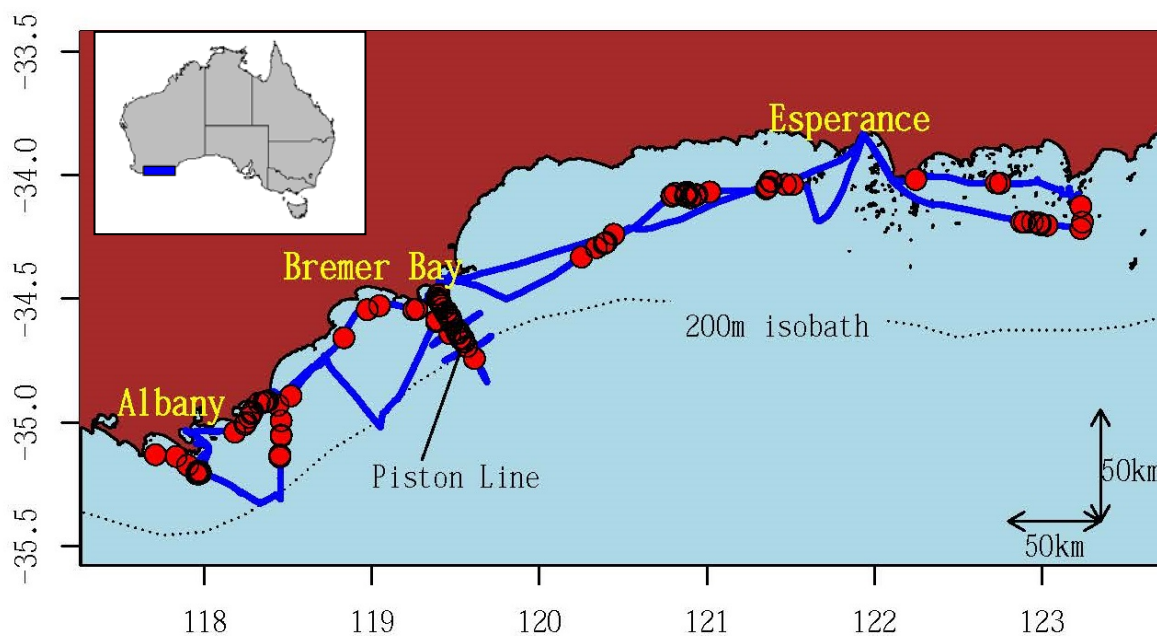 -33.5
-34.0
-34.5
-35.0
-35.5
Esperance
Bremer Bay
200m isobath
Albany
Piston Line
50km
50km
118
119
120
121
122
123